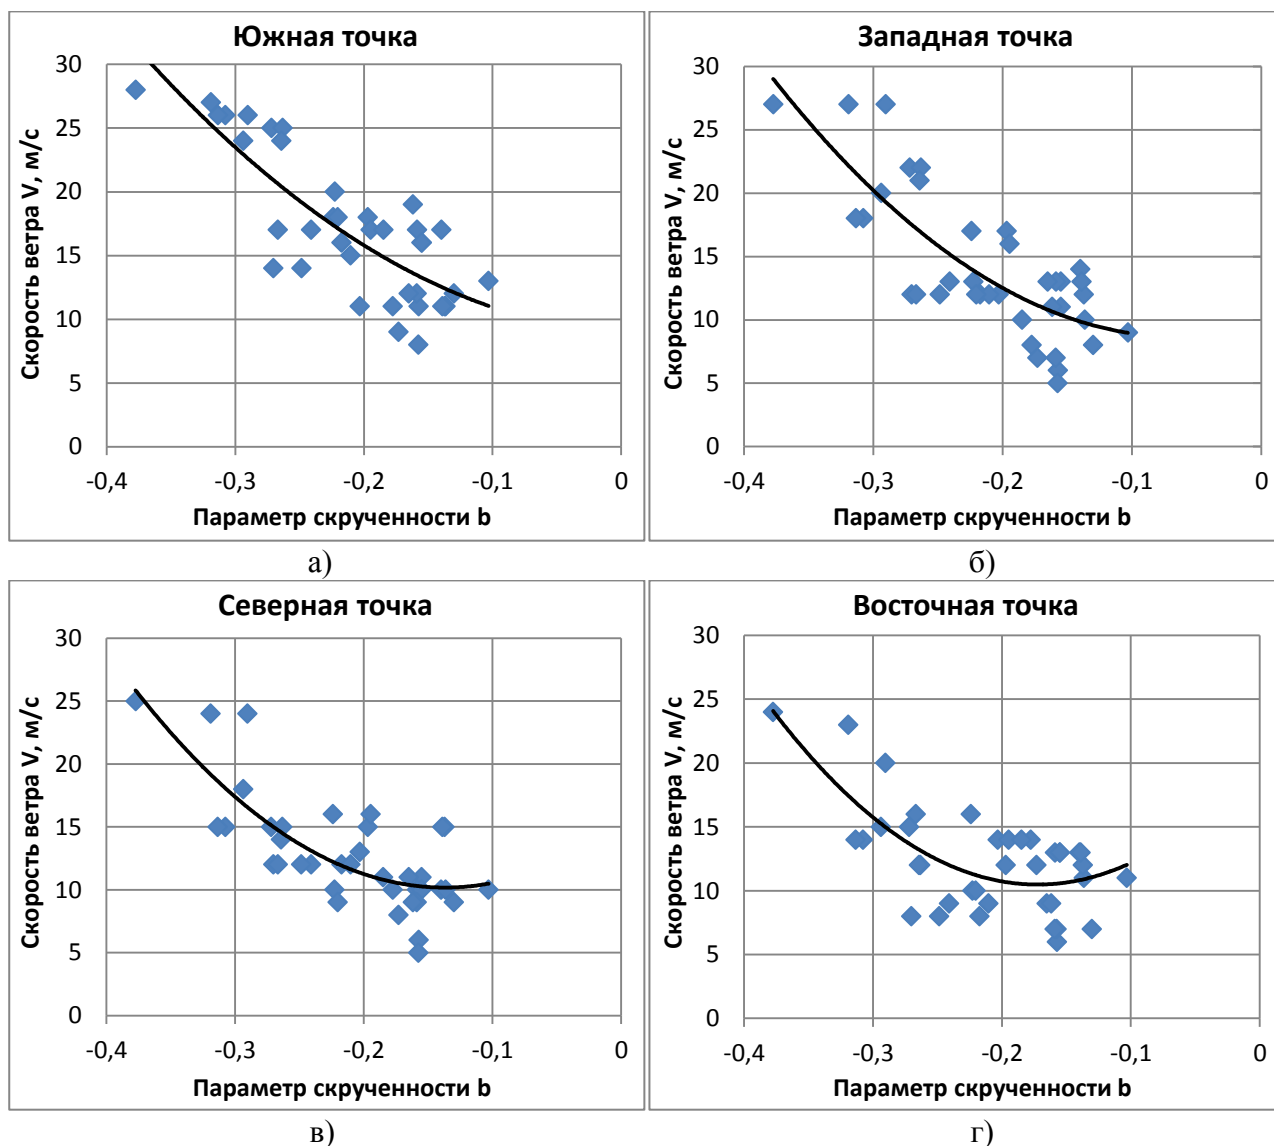 Южная точка
30
25
20
15
10
5
0
-0,4 -0,3 -0,2 -0,1 0
Скорость ветра V, м/с
Параметр скрученности b
а)
Западная точка
30
25
20
15
10
5
0
-0,4 -0,3 -0,2 -0,1 0
Скорость ветра V, м/с
Параметр скрученности b
б)
Северная точка
30
25
20
15
10
5
0
-0,4 -0,3 -0,2 -0,1 0
Скорость ветра V, м/с
Параметр скрученности b
в)
Восточная точка
30
25
20
15
10
5
0
-0,4 -0,3 -0,2 -0,1 0
Скорость ветра V, м/с
Параметр скрученности b
г)